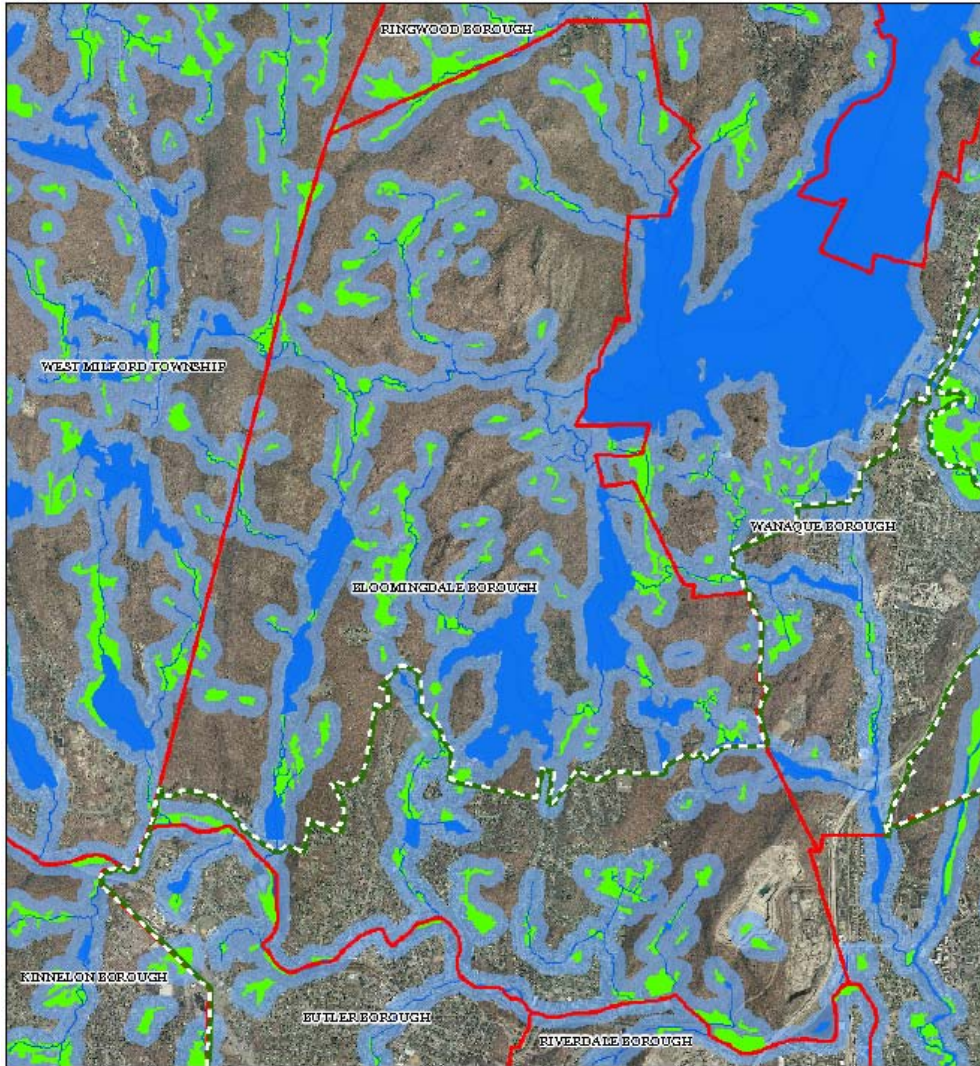 RINGWOOD BOROUGH
WEST MILFORD TOWNSHIP
WANAQUE BOROUGH
BLOOMINGDALE BOROUGH
KINNELON BOROUGH
BUTLER BOROUGH
RIVERDALE BOROUGH